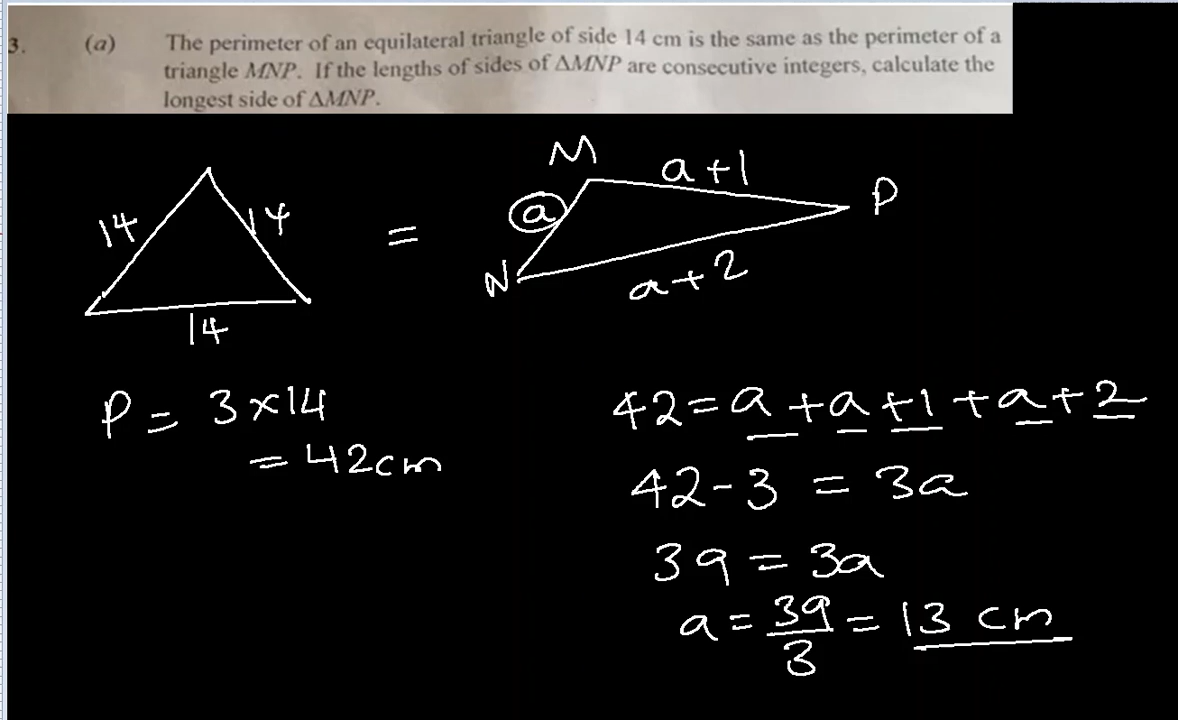 3. (a) The perimeter of an equilateral triangle of side 14 cm is the same as the perimeter of a
triangle MNP. If the lengths of sides of ΔMNP are consecutive integers, calculate the
longest side of ΔMNP.
M
a+1
P
14
14
=
a
N
a+2
14
P = 3×14
= 42cm
42 = a + a + 1 + a + 2
42 - 3 = 3a
39 = 3a
a = 39/3 = 13 cm